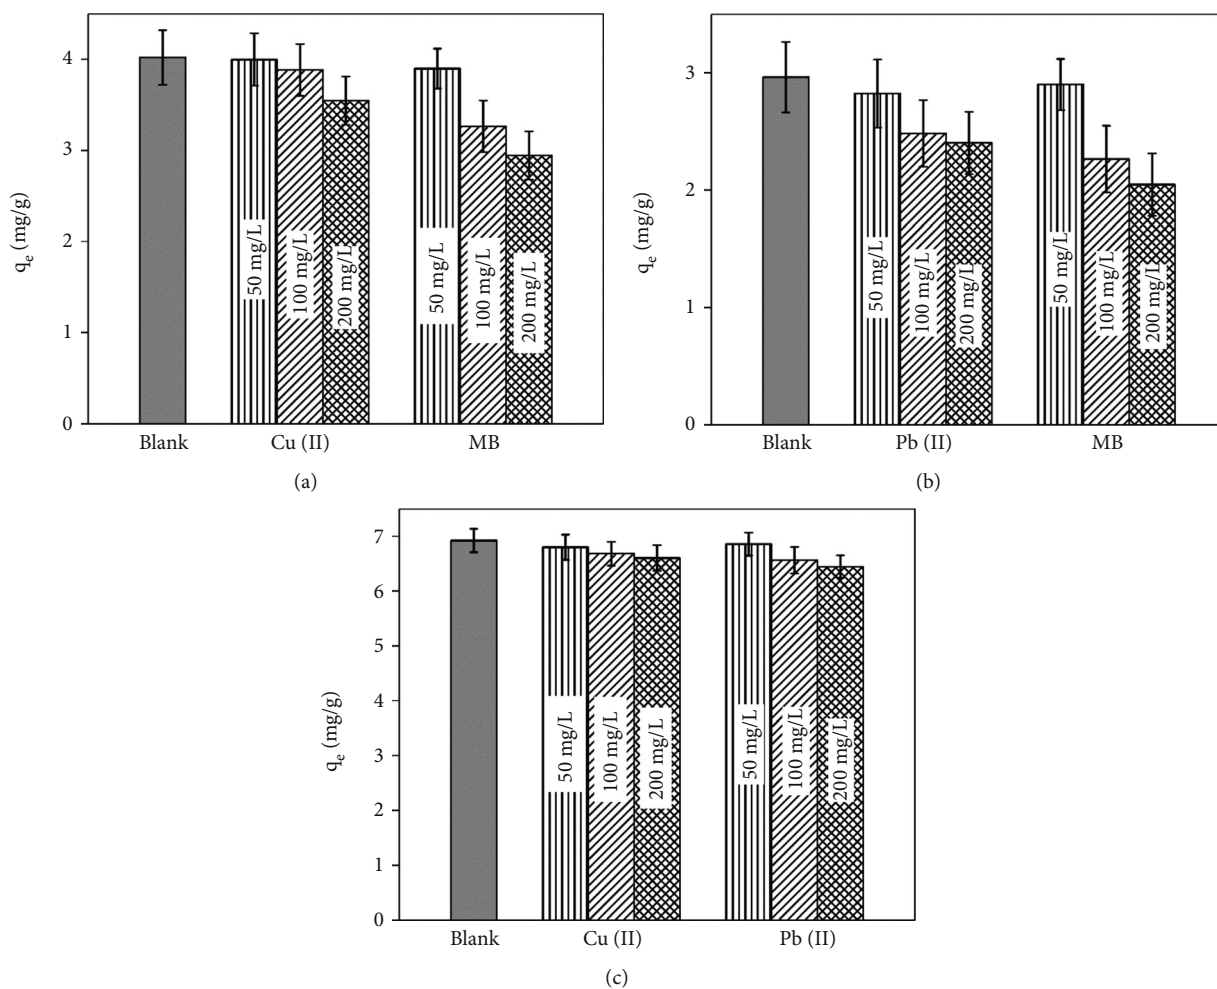 4
3
2
1
0
q_e (mg/g)
50 mg/L
100 mg/L
200 mg/L
50 mg/L
100 mg/L
200 mg/L
Blank Cu (II) MB
(a)
3
2
1
0
q_e (mg/g)
50 mg/L
100 mg/L
200 mg/L
50 mg/L
100 mg/L
200 mg/L
Blank Pb (II) MB
(b)
7
6
5
4
3
2
1
0
q_e (mg/g)
50 mg/L
100 mg/L
200 mg/L
50 mg/L
100 mg/L
200 mg/L
Blank Cu (II) Pb (II)
(c)